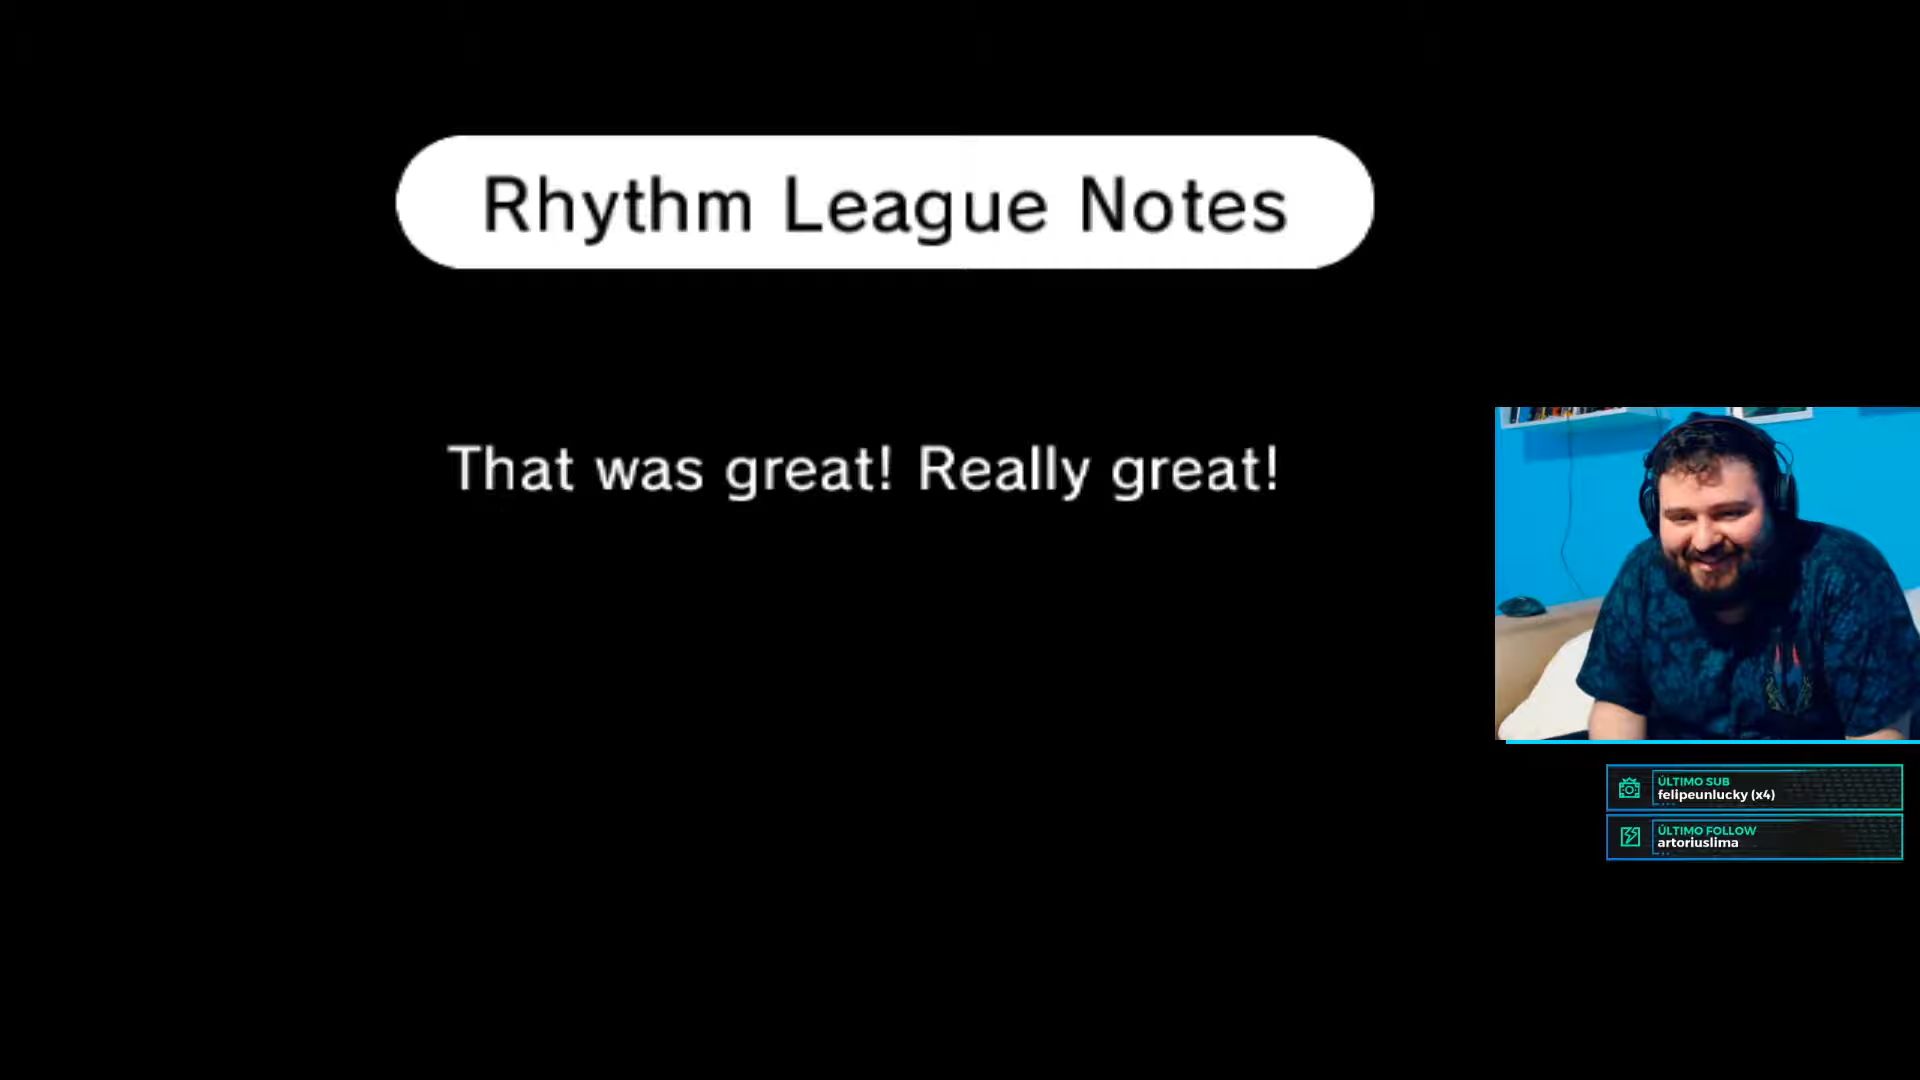 Rhythm League Notes
That was great! Really great!
ÚLTIMO SUB
felipeunlucky (x4)
ÚLTIMO FOLLOW
artoriuslima